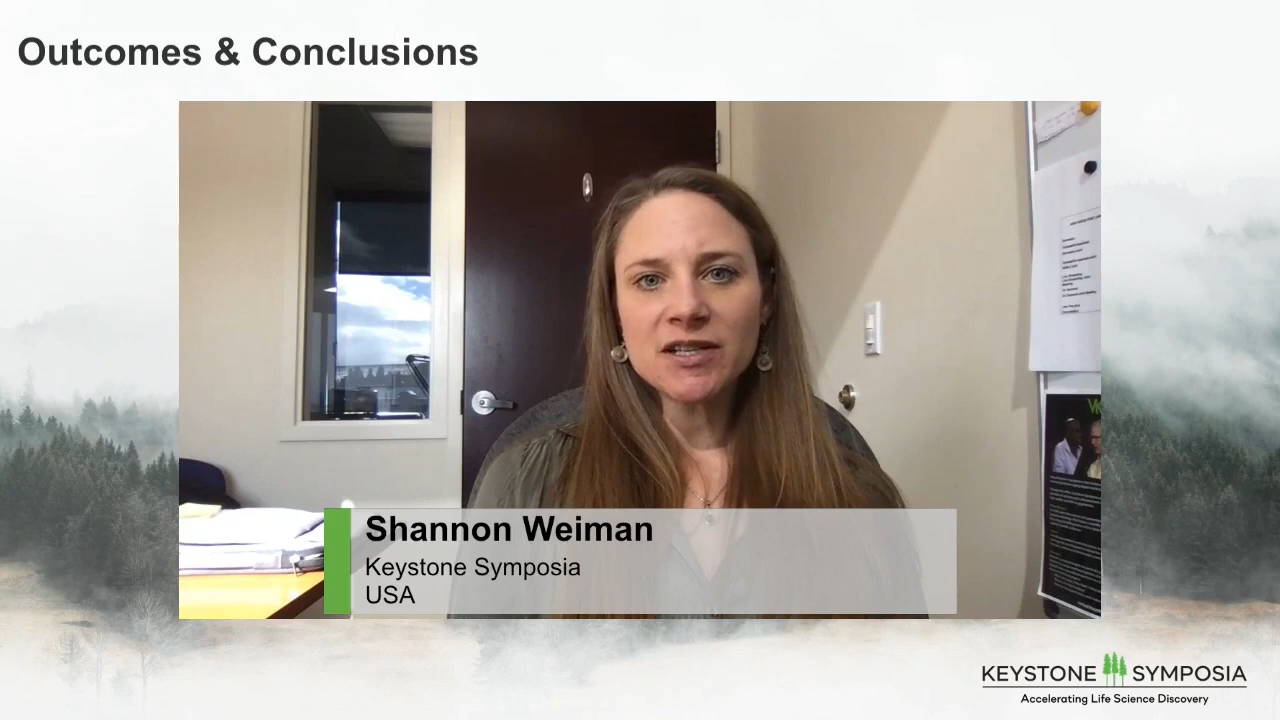 Outcomes & Conclusions
Shannon Weiman
Keystone Symposia
USA
KEYSTONE SYMPOSIA
Accelerating Life Science Discovery